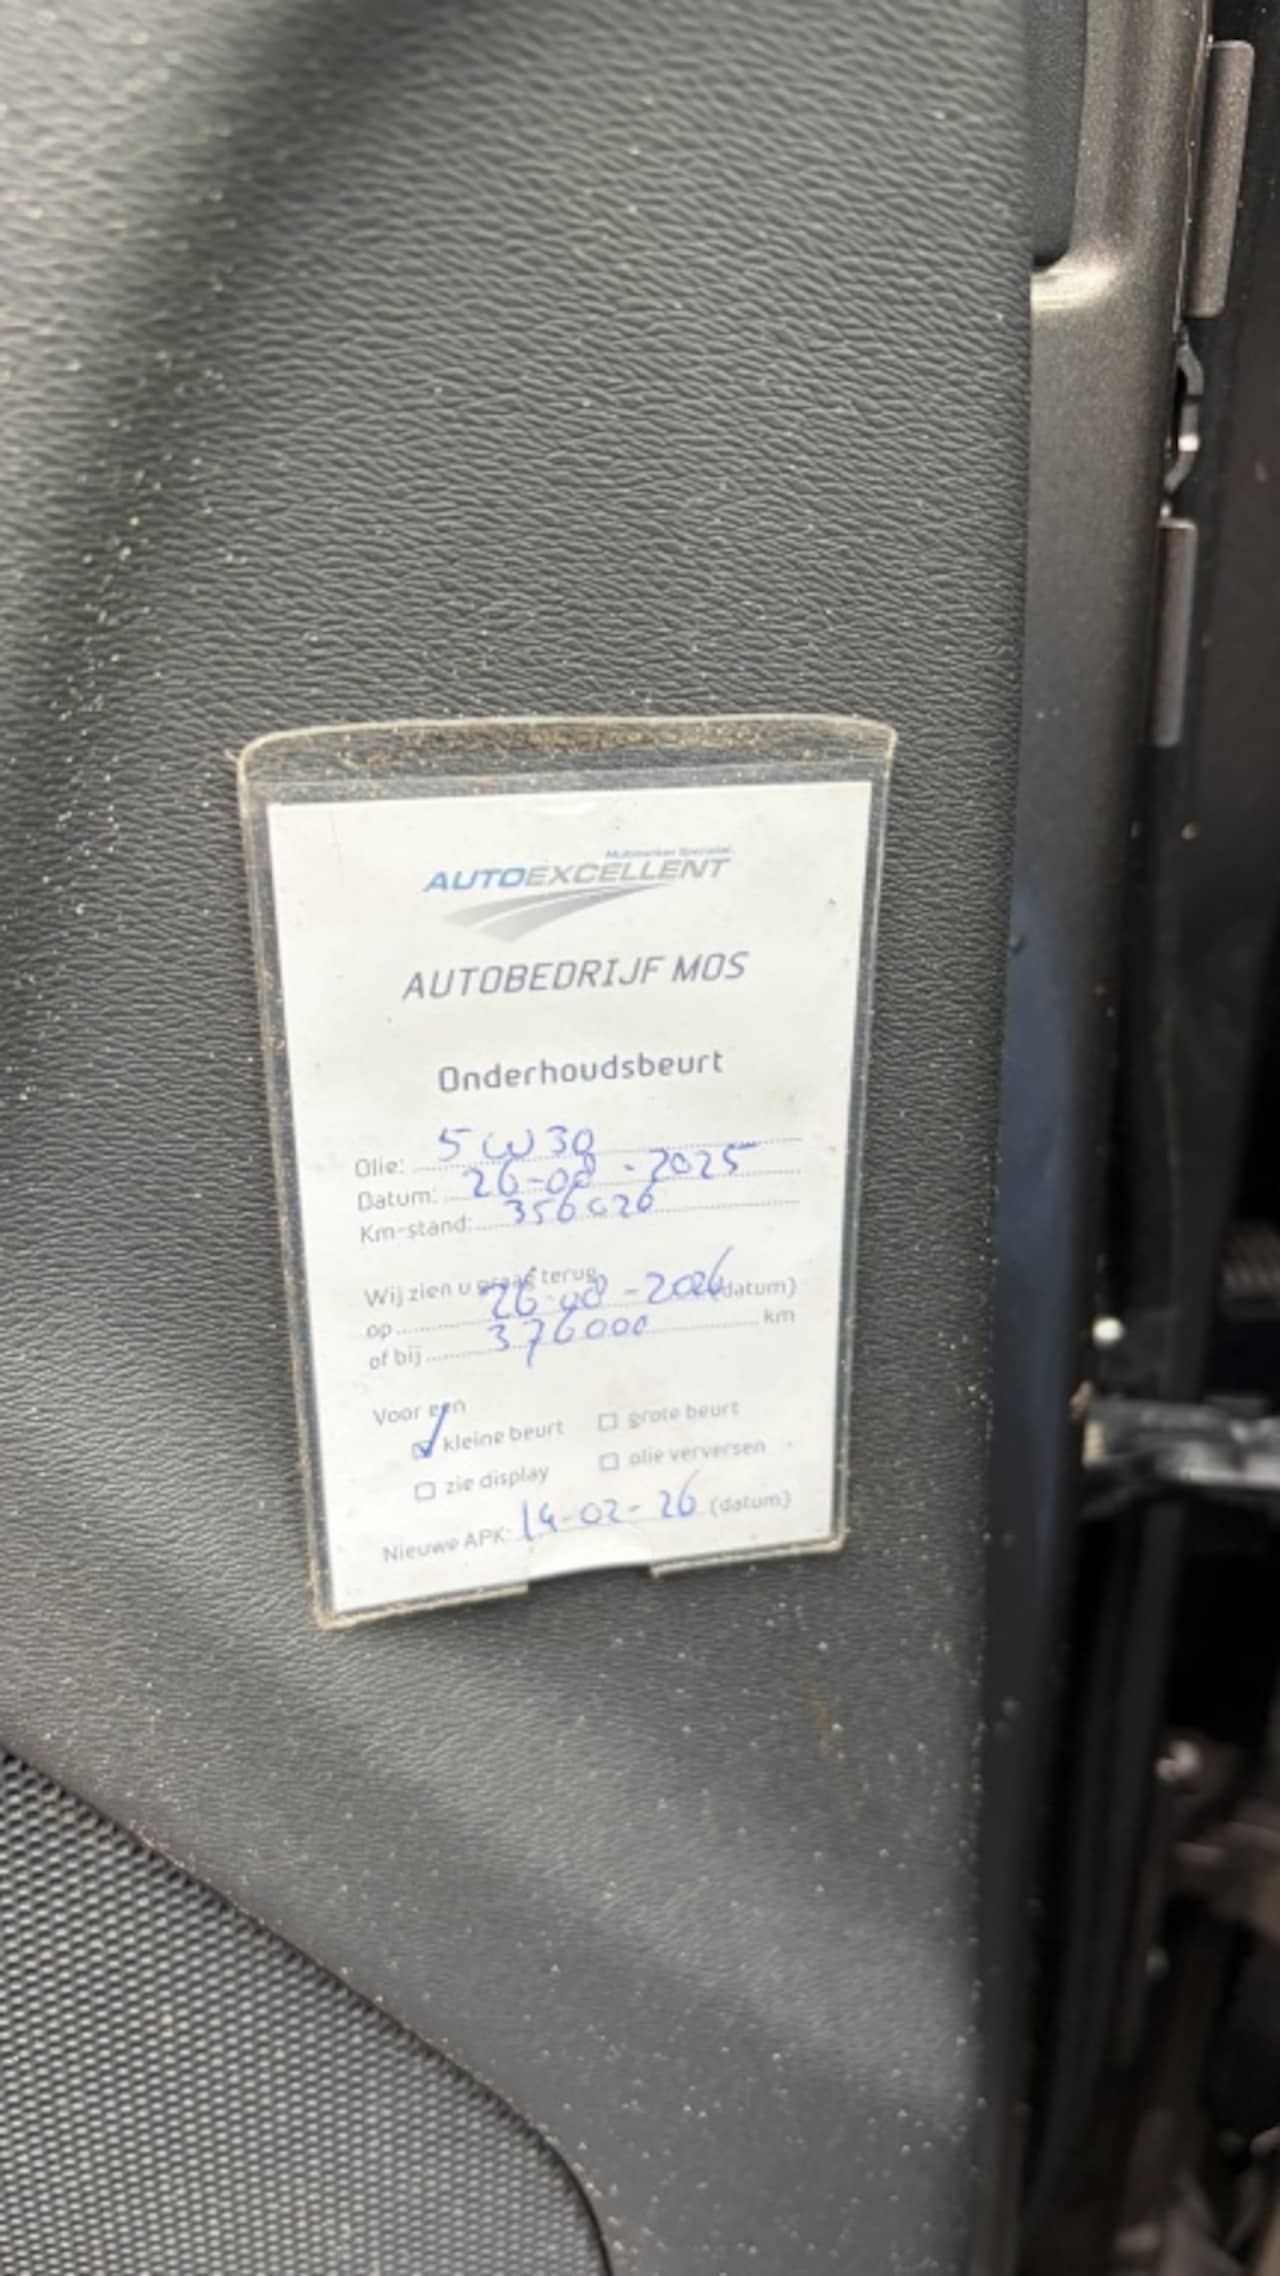 Multimerken Specialist
AUTOEXCELLENT
AUTOBEDRIJF MOS
Onderhoudsbeurt
Olie: 5W30
Datum: 26-08-2025
Km-stand: 356026
Wij zien u graag terug
op 26-08-2026 (datum)
of bij 376000 km
Voor een
☑ kleine beurt ☐ grote beurt
☐ zie display ☐ olie verversen
Nieuwe APK: 14-02-26 (datum)